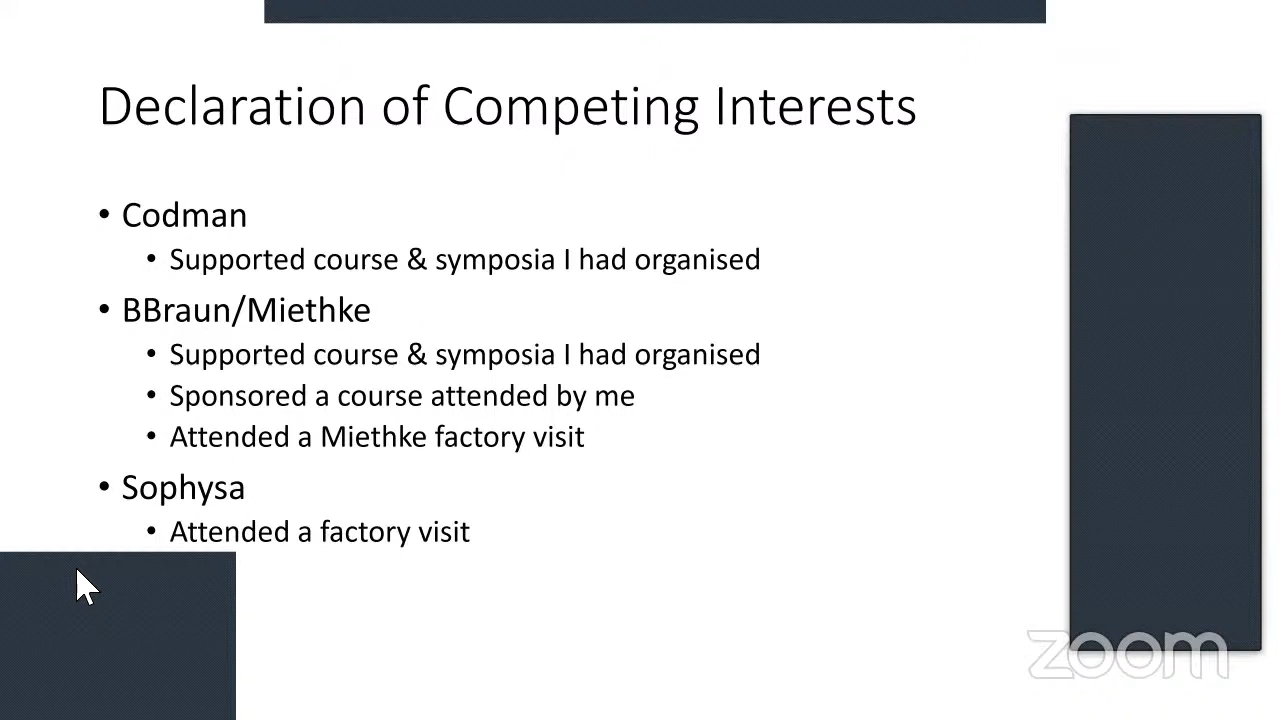 Declaration of Competing Interests
• Codman
• Supported course & symposia I had organised
• BBraun/Miethke
• Supported course & symposia I had organised
• Sponsored a course attended by me
• Attended a Miethke factory visit
• Sophysa
• Attended a factory visit
zoom